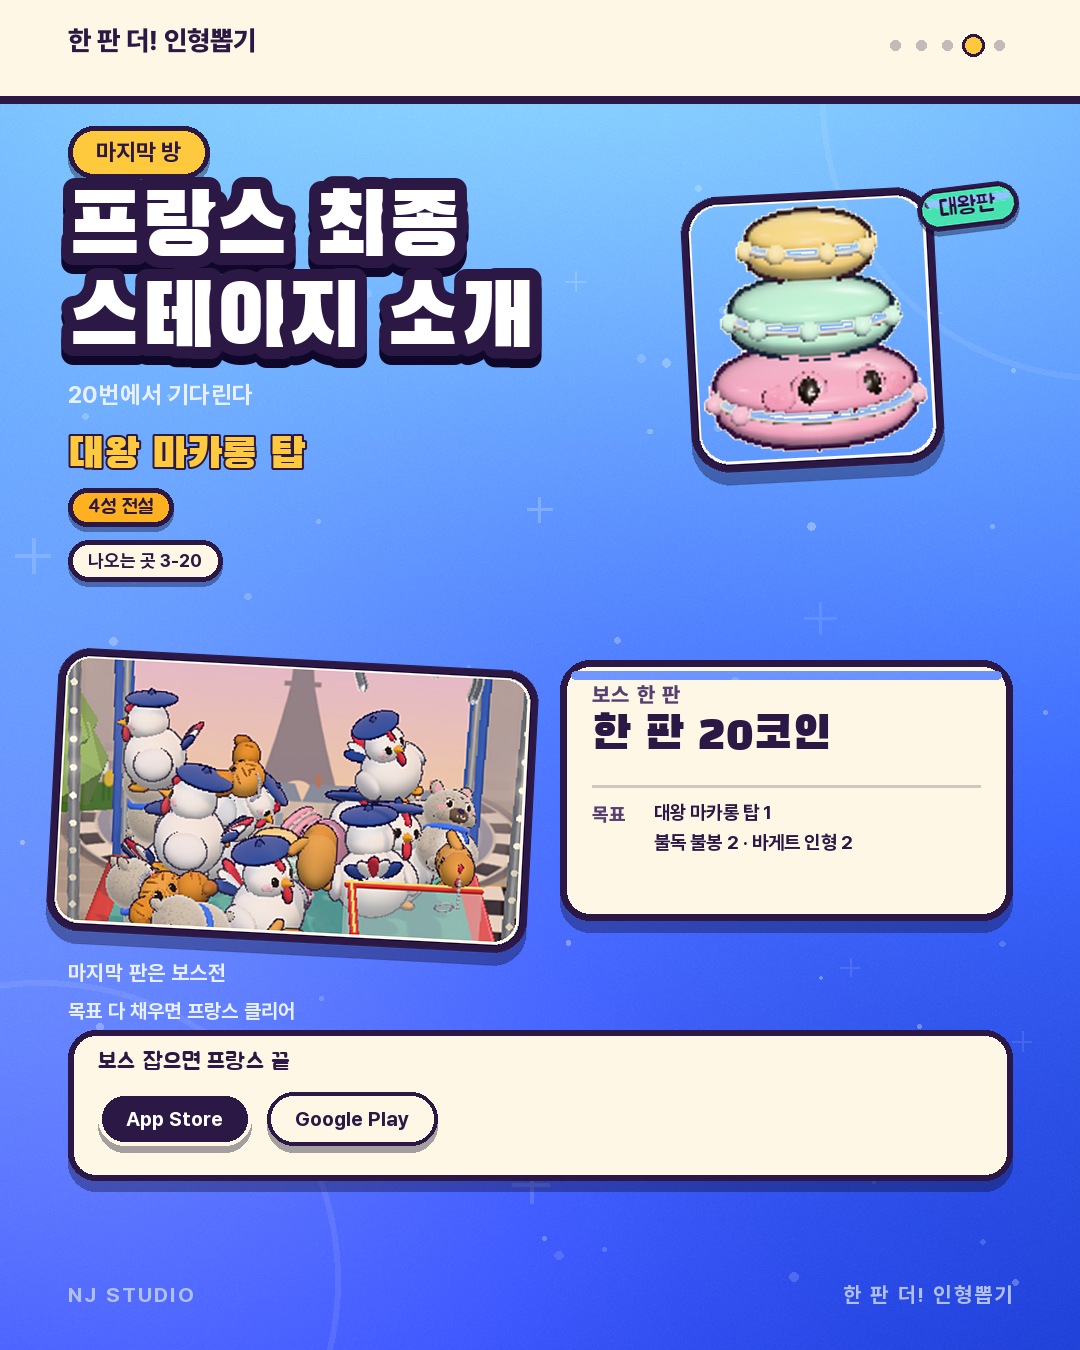 한 판 더! 인형뽑기
마지막 방
프랑스 최종
스테이지 소개
20번에서 기다린다
대왕 마카롱 탑
4성 전설
나오는 곳 3-20
대왕판
보스 한 판
한 판 20코인
목표
대왕 마카롱 탑 1
불독 불봉 2 · 바게트 인형 2
마지막 판은 보스전
목표 다 채우면 프랑스 클리어
보스 잡으면 프랑스 끝
App Store
Google Play
NJ STUDIO
한 판 더! 인형뽑기